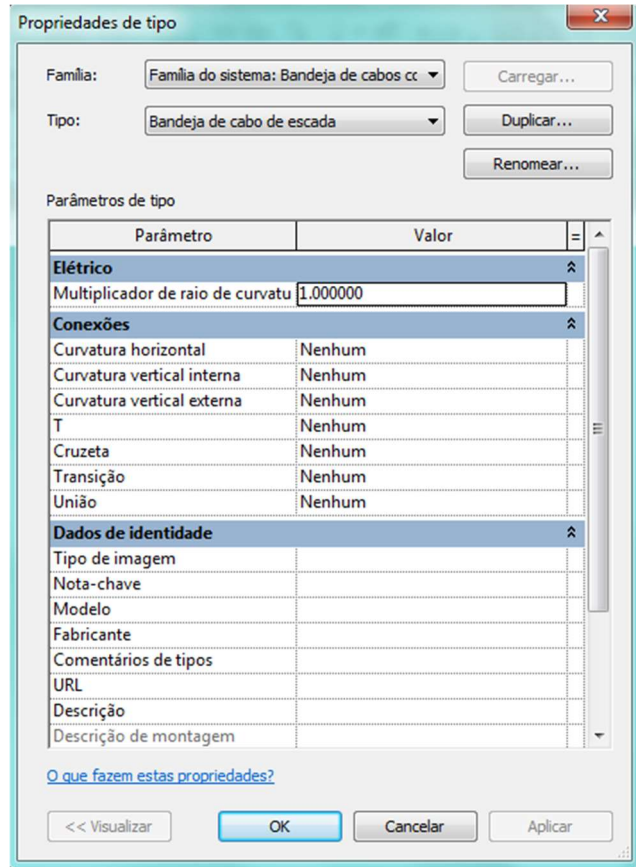 Propriedades de tipo
Família: Família do sistema: Bandeja de cabos cc Carregar...
Tipo: Bandeja de cabo de escada Duplicar...
Renomear...
Parâmetros de tipo
Parâmetro Valor =
Elétrico
Multiplicador de raio de curvatu 1.000000
Conexões
Curvatura horizontal Nenhum
Curvatura vertical interna Nenhum
Curvatura vertical externa Nenhum
T Nenhum
Cruzeta Nenhum
Transição Nenhum
União Nenhum
Dados de identidade
Tipo de imagem
Nota-chave
Modelo
Fabricante
Comentários de tipos
URL
Descrição
Descrição de montagem
O que fazem estas propriedades?
<< Visualizar OK Cancelar Aplicar